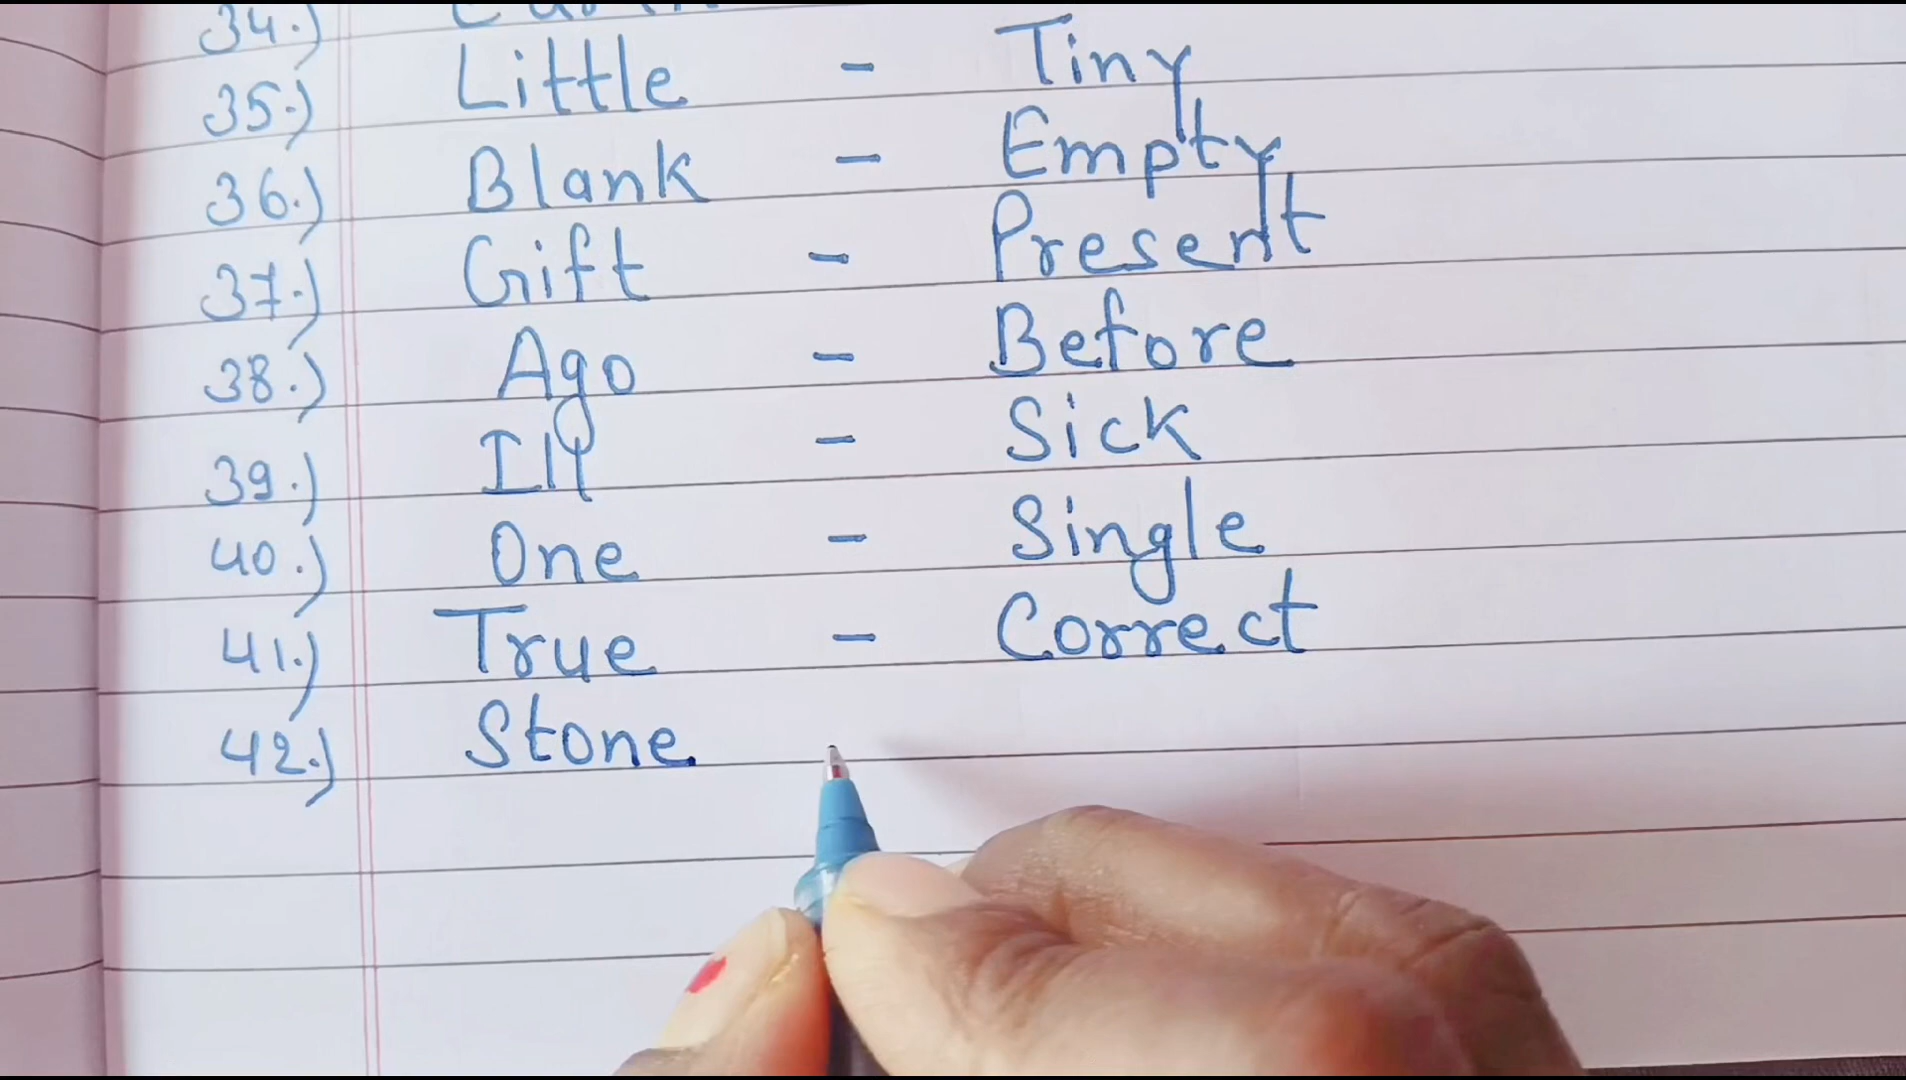 34.)
35.) Little - Tiny
36.) Blank - Empty
37.) Gift - Present
38.) Ago - Before
39.) Ill - Sick
40.) One - Single
41.) True - Correct
42.) Stone